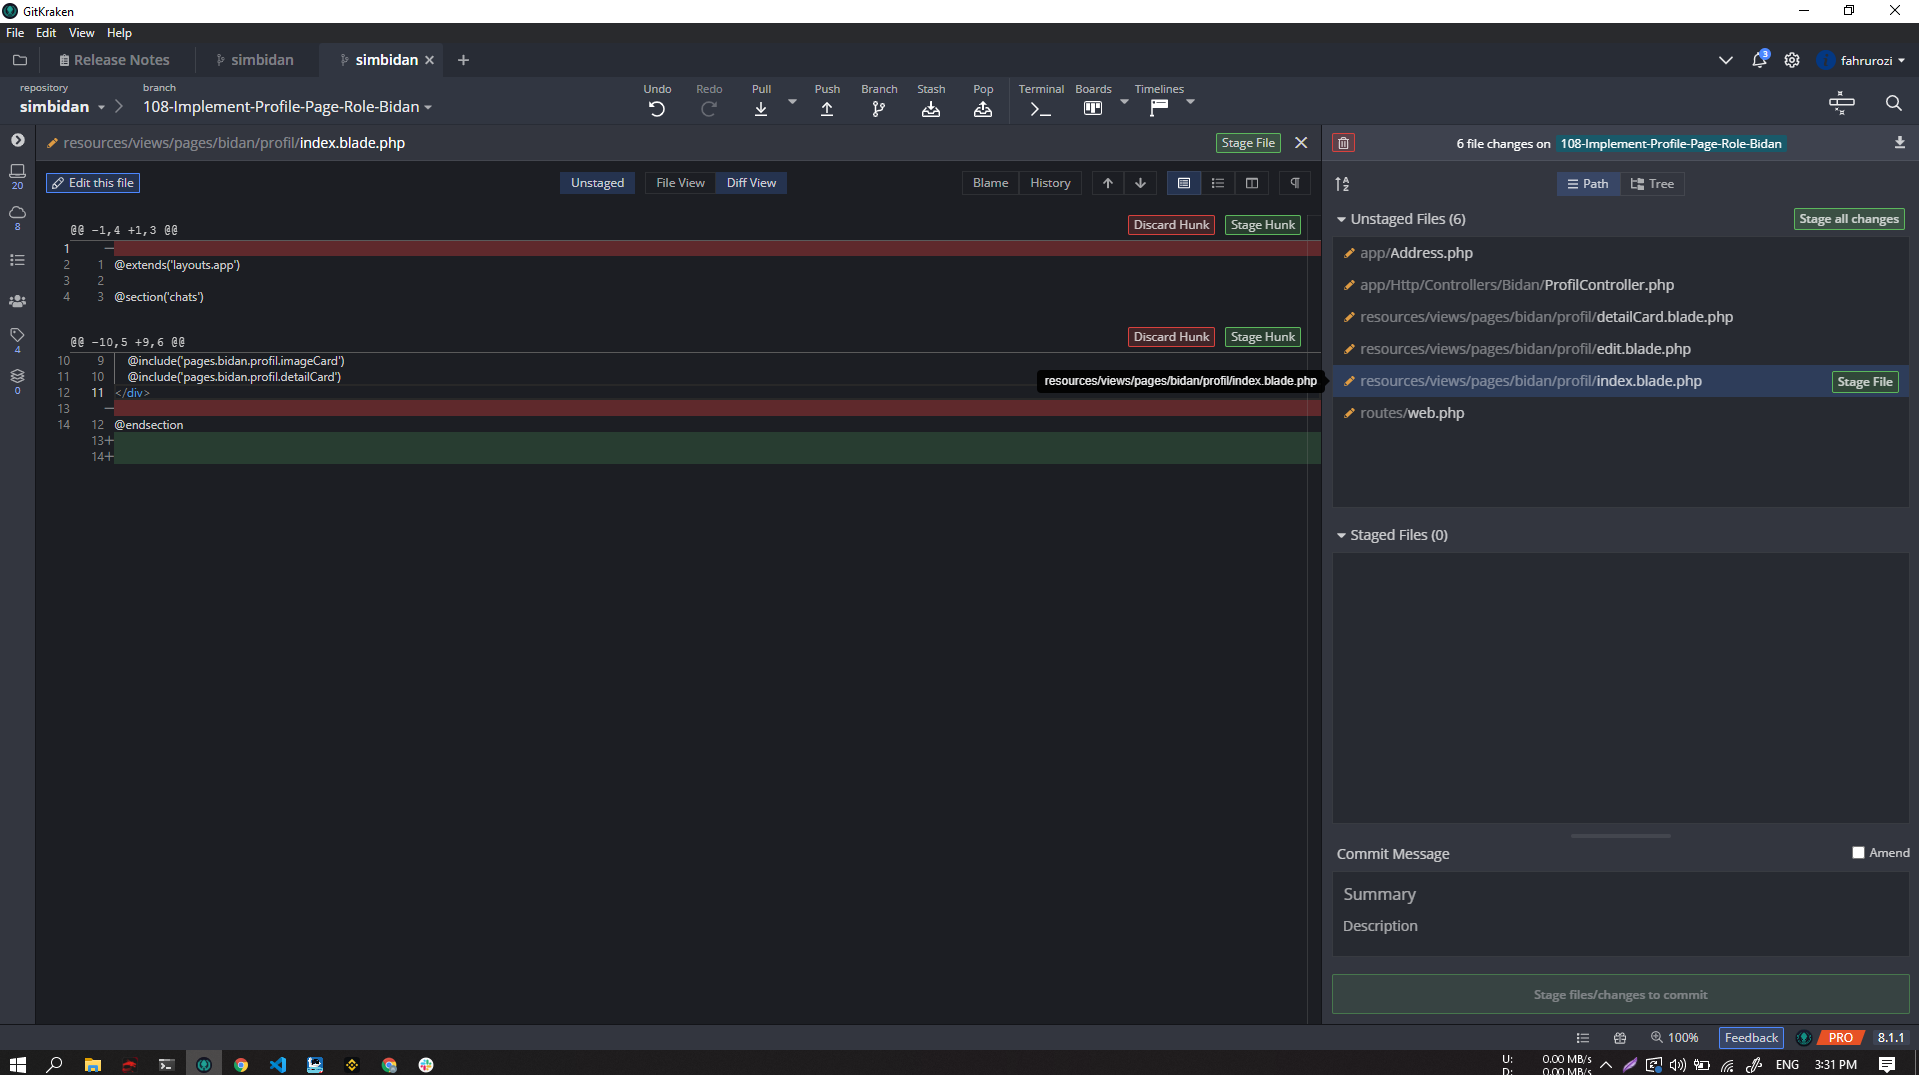 GitKraken
File Edit View Help
Release Notes
simbidan
simbidan
3
fahrurozi
repository
simbidan
branch
108-Implement-Profile-Page-Role-Bidan
Undo
Redo
Pull
Push
Branch
Stash
Pop
Terminal
Boards
Timelines
20
8
4
0
resources/views/pages/bidan/profil/index.blade.php
Stage File
Edit this file
Unstaged
File View
Diff View
Blame
History
@@ -1,4 +1,3 @@
Discard Hunk
Stage Hunk
1 −
2 1 @extends('layouts.app')
3 2
4 3 @section('chats')
@@ -10,5 +9,6 @@
Discard Hunk
Stage Hunk
10 9 @include('pages.bidan.profil.imageCard')
11 10 @include('pages.bidan.profil.detailCard')
12 11 </div>
13 −
14 12 @endsection
13+
14+
resources/views/pages/bidan/profil/index.blade.php
6 file changes on 108-Implement-Profile-Page-Role-Bidan
Path
Tree
Unstaged Files (6)
Stage all changes
app/Address.php
app/Http/Controllers/Bidan/ProfilController.php
resources/views/pages/bidan/profil/detailCard.blade.php
resources/views/pages/bidan/profil/edit.blade.php
resources/views/pages/bidan/profil/index.blade.php
Stage File
routes/web.php
Staged Files (0)
Commit Message
Amend
Summary
Description
Stage files/changes to commit
100%
Feedback
PRO
8.1.1
U: 0.00 MB/s
D: 0.00 MB/s
ENG
3:31 PM